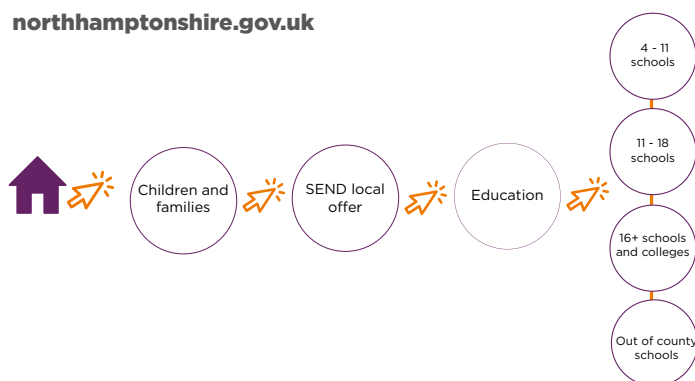 northhamptonshire.gov.uk
Children and
families
SEND local
offer
Education
4 - 11
schools
11 - 18
schools
16+ schools
and colleges
Out of county
schools